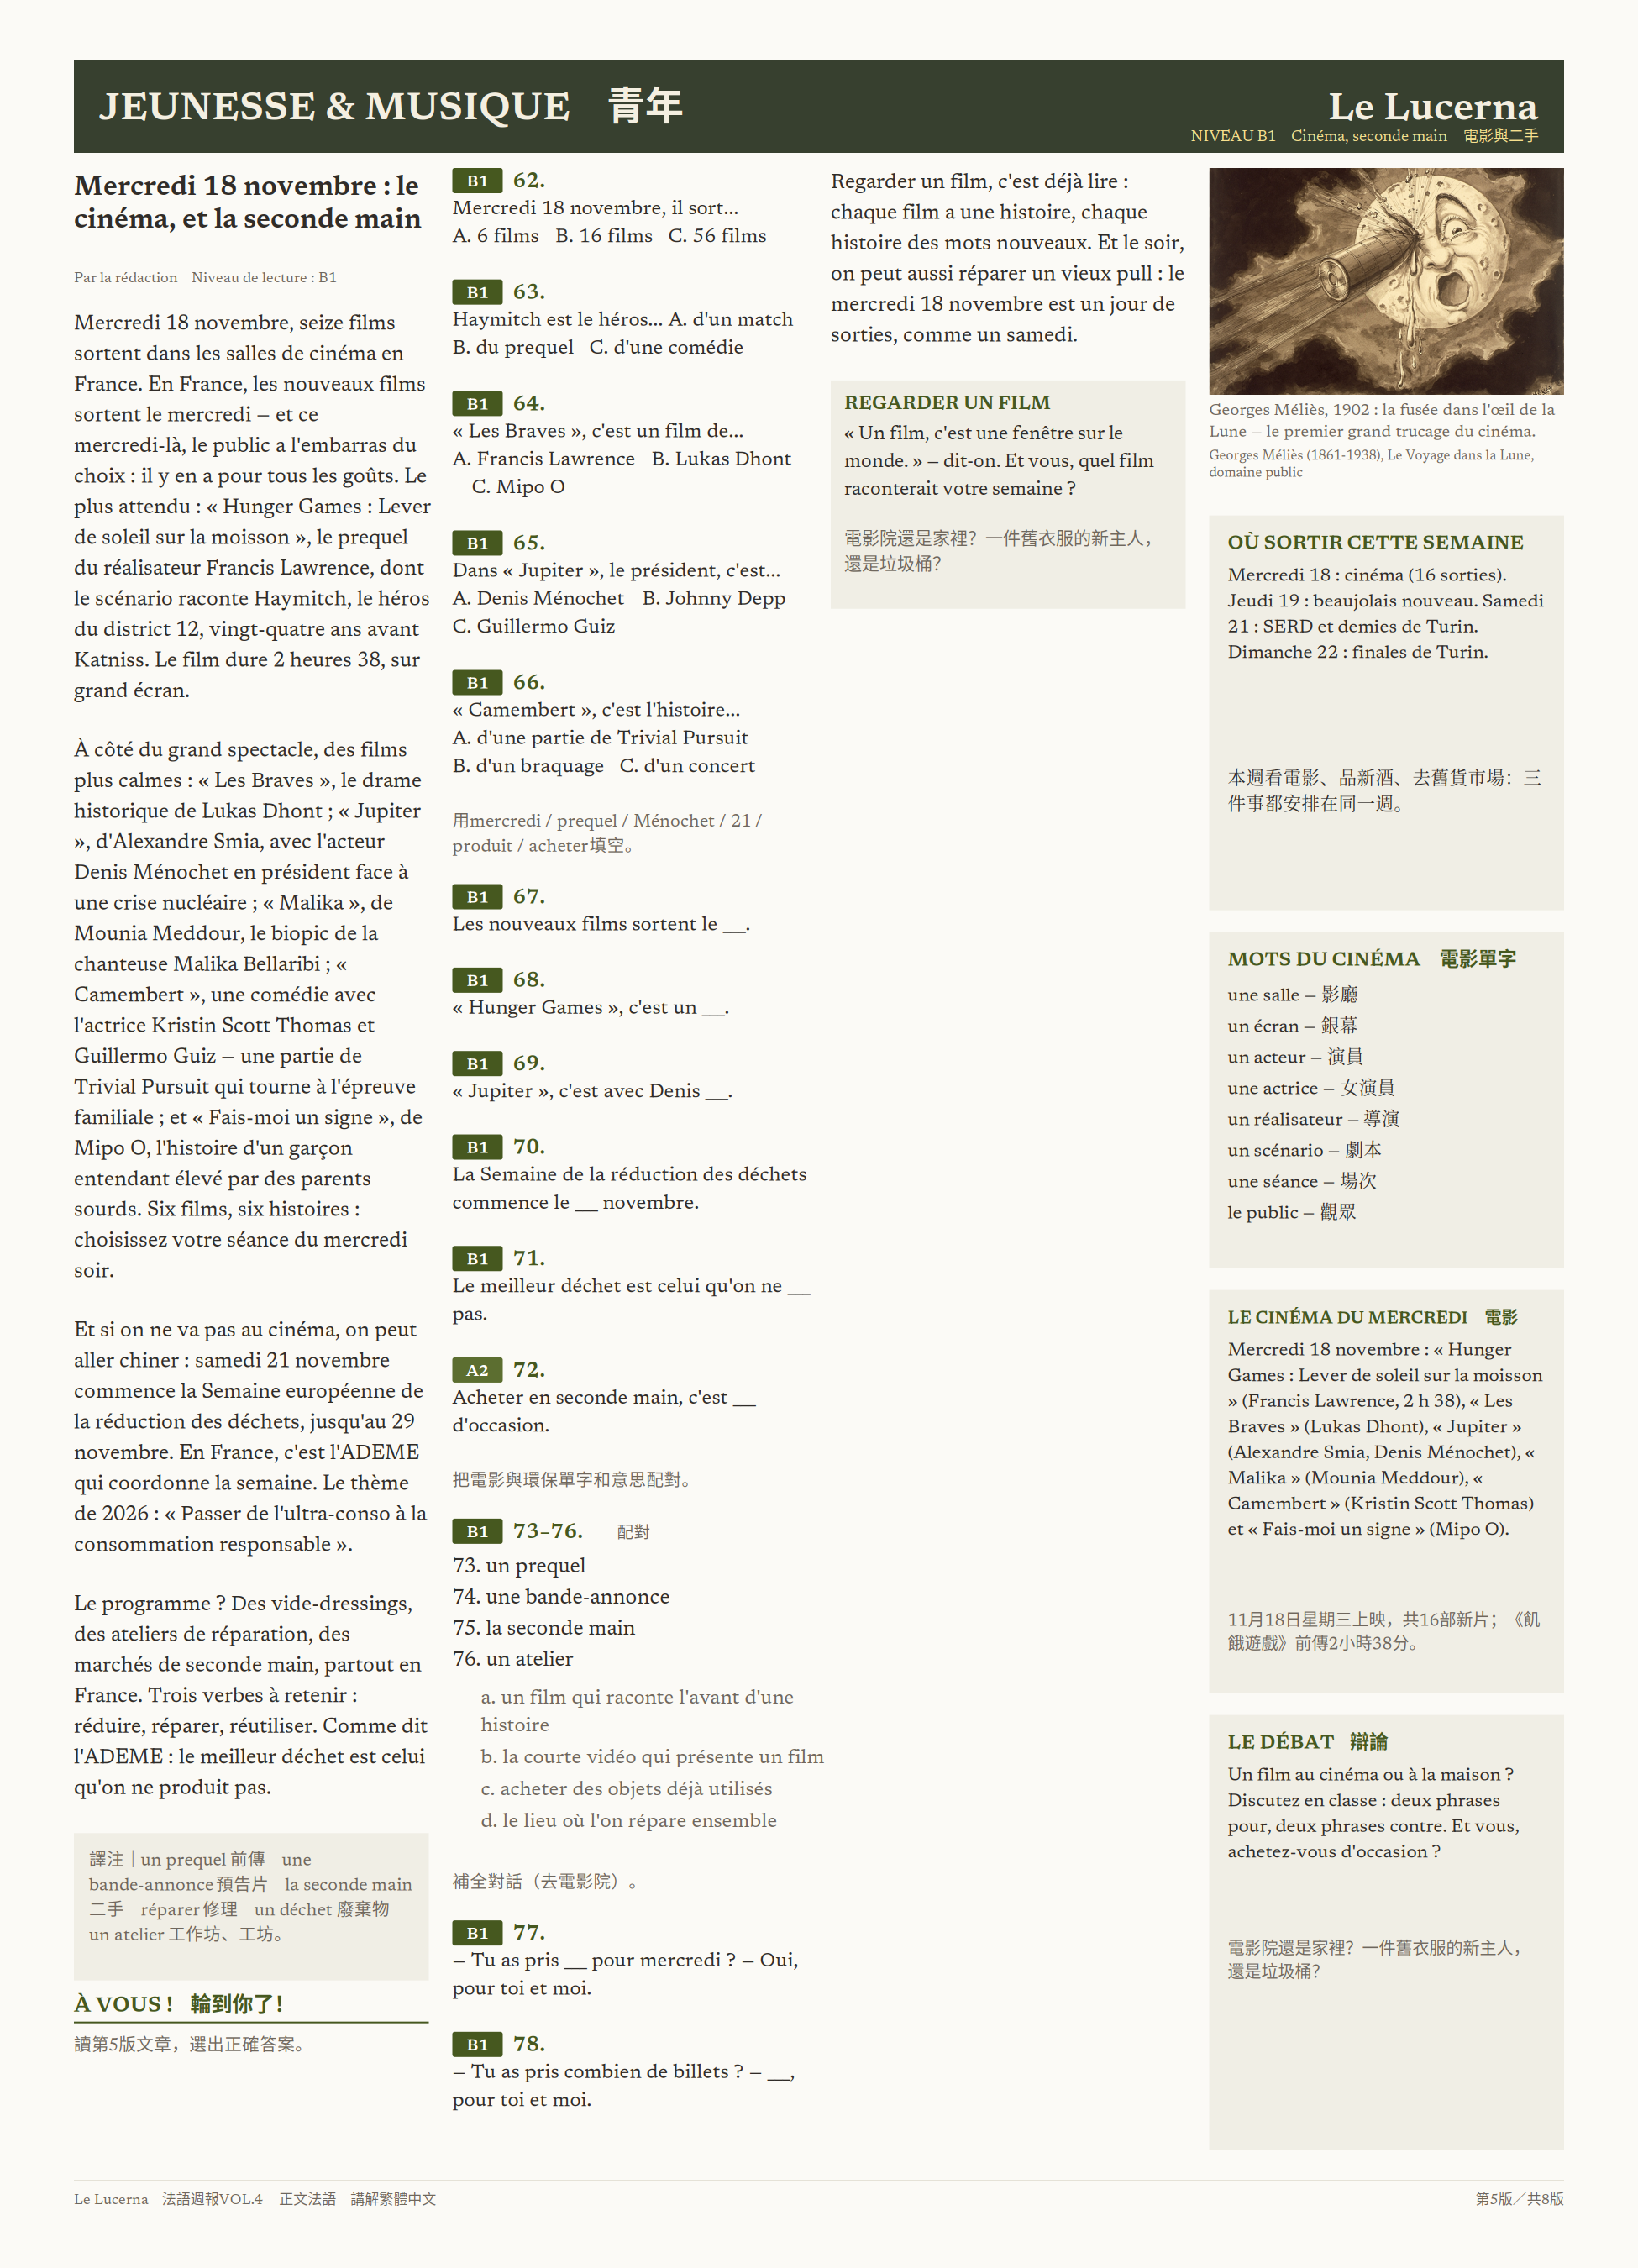 JEUNESSE & MUSIQUE 青年
Le Lucerna
NIVEAU B1 Cinéma, seconde main 電影與二手
Mercredi 18 novembre : le
cinéma, et la seconde main
Par la rédaction Niveau de lecture : B1
Mercredi 18 novembre, seize films
sortent dans les salles de cinéma en
France. En France, les nouveaux films
sortent le mercredi – et ce
mercredi-là, le public a l'embarras du
choix : il y en a pour tous les goûts. Le
plus attendu : « Hunger Games : Lever
de soleil sur la moisson », le prequel
du réalisateur Francis Lawrence, dont
le scénario raconte Haymitch, le héros
du district 12, vingt-quatre ans avant
Katniss. Le film dure 2 heures 38, sur
grand écran.
À côté du grand spectacle, des films
plus calmes : « Les Braves », le drame
historique de Lukas Dhont ; « Jupiter
», d'Alexandre Smia, avec l'acteur
Denis Ménochet en président face à
une crise nucléaire ; « Malika », de
Mounia Meddour, le biopic de la
chanteuse Malika Bellaribi ; «
Camembert », une comédie avec
l'actrice Kristin Scott Thomas et
Guillermo Guiz – une partie de
Trivial Pursuit qui tourne à l'épreuve
familiale ; et « Fais-moi un signe », de
Mipo O, l'histoire d'un garçon
entendant élevé par des parents
sourds. Six films, six histoires :
choisissez votre séance du mercredi
soir.
Et si on ne va pas au cinéma, on peut
aller chiner : samedi 21 novembre
commence la Semaine européenne de
la réduction des déchets, jusqu'au 29
novembre. En France, c'est l'ADEME
qui coordonne la semaine. Le thème
de 2026 : « Passer de l'ultra-conso à la
consommation responsable ».
Le programme ? Des vide-dressings,
des ateliers de réparation, des
marchés de seconde main, partout en
France. Trois verbes à retenir :
réduire, réparer, réutiliser. Comme dit
l'ADEME : le meilleur déchet est celui
qu'on ne produit pas.
譯注｜un prequel 前傳 une
bande-annonce 預告片 la seconde main
二手 réparer 修理 un déchet 廢棄物
un atelier 工作坊、工坊。
À VOUS ! 輪到你了！
讀第5版文章，選出正確答案。
B1 62.
Mercredi 18 novembre, il sort…
A. 6 films B. 16 films C. 56 films
B1 63.
Haymitch est le héros… A. d'un match
B. du prequel C. d'une comédie
B1 64.
« Les Braves », c'est un film de…
A. Francis Lawrence B. Lukas Dhont
C. Mipo O
B1 65.
Dans « Jupiter », le président, c'est…
A. Denis Ménochet B. Johnny Depp
C. Guillermo Guiz
B1 66.
« Camembert », c'est l'histoire…
A. d'une partie de Trivial Pursuit
B. d'un braquage C. d'un concert
用mercredi / prequel / Ménochet / 21 /
produit / acheter填空。
B1 67.
Les nouveaux films sortent le __.
B1 68.
« Hunger Games », c'est un __.
B1 69.
« Jupiter », c'est avec Denis __.
B1 70.
La Semaine de la réduction des déchets
commence le __ novembre.
B1 71.
Le meilleur déchet est celui qu'on ne __
pas.
A2 72.
Acheter en seconde main, c'est __
d'occasion.
把電影與環保單字和意思配對。
B1 73–76. 配對
73. un prequel
74. une bande-annonce
75. la seconde main
76. un atelier
a. un film qui raconte l'avant d'une
histoire
b. la courte vidéo qui présente un film
c. acheter des objets déjà utilisés
d. le lieu où l'on répare ensemble
補全對話（去電影院）。
B1 77.
– Tu as pris __ pour mercredi ? – Oui,
pour toi et moi.
B1 78.
– Tu as pris combien de billets ? – __,
pour toi et moi.
Regarder un film, c'est déjà lire :
chaque film a une histoire, chaque
histoire des mots nouveaux. Et le soir,
on peut aussi réparer un vieux pull : le
mercredi 18 novembre est un jour de
sorties, comme un samedi.
REGARDER UN FILM
« Un film, c'est une fenêtre sur le
monde. » – dit-on. Et vous, quel film
raconterait votre semaine ?
電影院還是家裡？一件舊衣服的新主人，
還是垃圾桶？
Georges Méliès, 1902 : la fusée dans l'œil de la
Lune – le premier grand trucage du cinéma.
Georges Méliès (1861-1938), Le Voyage dans la Lune,
domaine public
OÙ SORTIR CETTE SEMAINE
Mercredi 18 : cinéma (16 sorties).
Jeudi 19 : beaujolais nouveau. Samedi
21 : SERD et demies de Turin.
Dimanche 22 : finales de Turin.
本週看電影、品新酒、去舊貨市場：三
件事都安排在同一週。
MOTS DU CINÉMA 電影單字
une salle – 影廳
un écran – 銀幕
un acteur – 演員
une actrice – 女演員
un réalisateur – 導演
un scénario – 劇本
une séance – 場次
le public – 觀眾
LE CINÉMA DU MERCREDI 電影
Mercredi 18 novembre : « Hunger
Games : Lever de soleil sur la moisson
» (Francis Lawrence, 2 h 38), « Les
Braves » (Lukas Dhont), « Jupiter »
(Alexandre Smia, Denis Ménochet), «
Malika » (Mounia Meddour), «
Camembert » (Kristin Scott Thomas)
et « Fais-moi un signe » (Mipo O).
11月18日星期三上映，共16部新片；《飢
餓遊戲》前傳2小時38分。
LE DÉBAT 辯論
Un film au cinéma ou à la maison ?
Discutez en classe : deux phrases
pour, deux phrases contre. Et vous,
achetez-vous d'occasion ?
電影院還是家裡？一件舊衣服的新主人，
還是垃圾桶？
Le Lucerna 法語週報VOL.4 正文法語 講解繁體中文
第5版／共8版